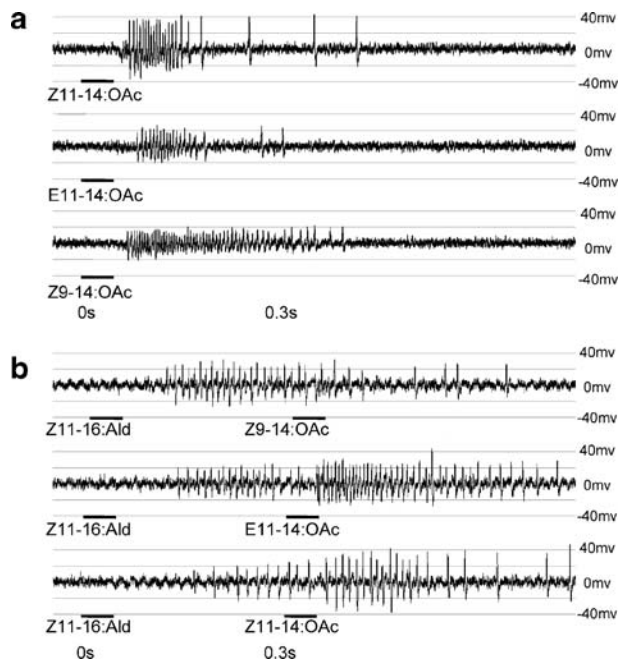 a
40mv
0mv
-40mv
Z11-14:OAc
40mv
0mv
-40mv
E11-14:OAc
40mv
0mv
-40mv
Z9-14:OAc
0s 0.3s
b
40mv
0mv
-40mv
Z11-16:Ald Z9-14:OAc
40mv
0mv
-40mv
Z11-16:Ald E11-14:OAc
40mv
0mv
-40mv
Z11-16:Ald Z11-14:OAc
0s 0.3s